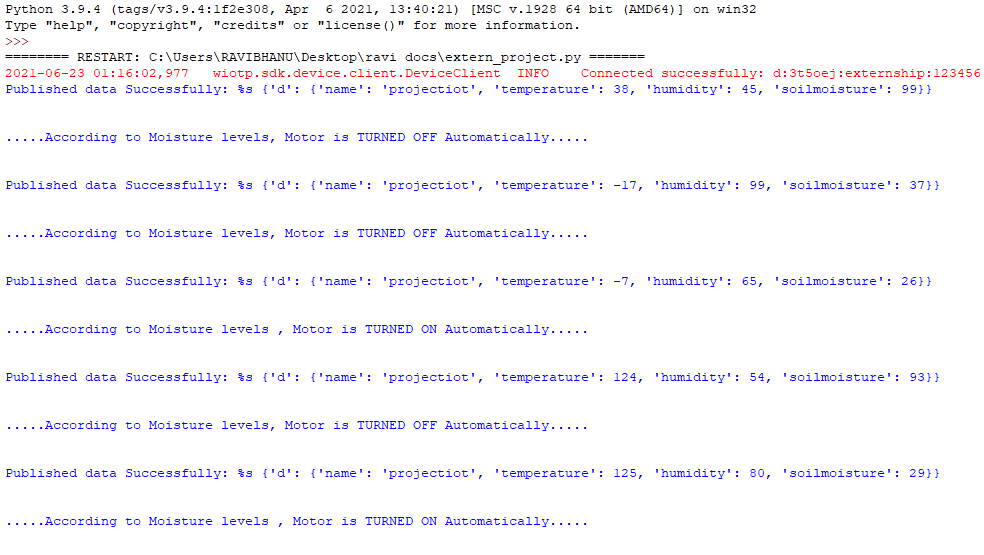 Python 3.9.4 (tags/v3.9.4:1f2e308, Apr  6 2021, 13:40:21) [MSC v.1928 64 bit (AMD64)] on win32
Type "help", "copyright", "credits" or "license()" for more information.
>>>
======== RESTART: C:\Users\RAVIBHANU\Desktop\ravi docs\extern_project.py =======
2021-06-23 01:16:02,977   wiotp.sdk.device.client.DeviceClient  INFO    Connected successfully: d:3t5oej:externship:123456
Published data Successfully: %s {'d': {'name': 'projectiot', 'temperature': 38, 'humidity': 45, 'soilmoisture': 99}}
.....According to Moisture levels, Motor is TURNED OFF Automatically.....
Published data Successfully: %s {'d': {'name': 'projectiot', 'temperature': -17, 'humidity': 99, 'soilmoisture': 37}}
.....According to Moisture levels, Motor is TURNED OFF Automatically.....
Published data Successfully: %s {'d': {'name': 'projectiot', 'temperature': -7, 'humidity': 65, 'soilmoisture': 26}}
.....According to Moisture levels , Motor is TURNED ON Automatically.....
Published data Successfully: %s {'d': {'name': 'projectiot', 'temperature': 124, 'humidity': 54, 'soilmoisture': 93}}
.....According to Moisture levels, Motor is TURNED OFF Automatically.....
Published data Successfully: %s {'d': {'name': 'projectiot', 'temperature': 125, 'humidity': 80, 'soilmoisture': 29}}
.....According to Moisture levels , Motor is TURNED ON Automatically.....